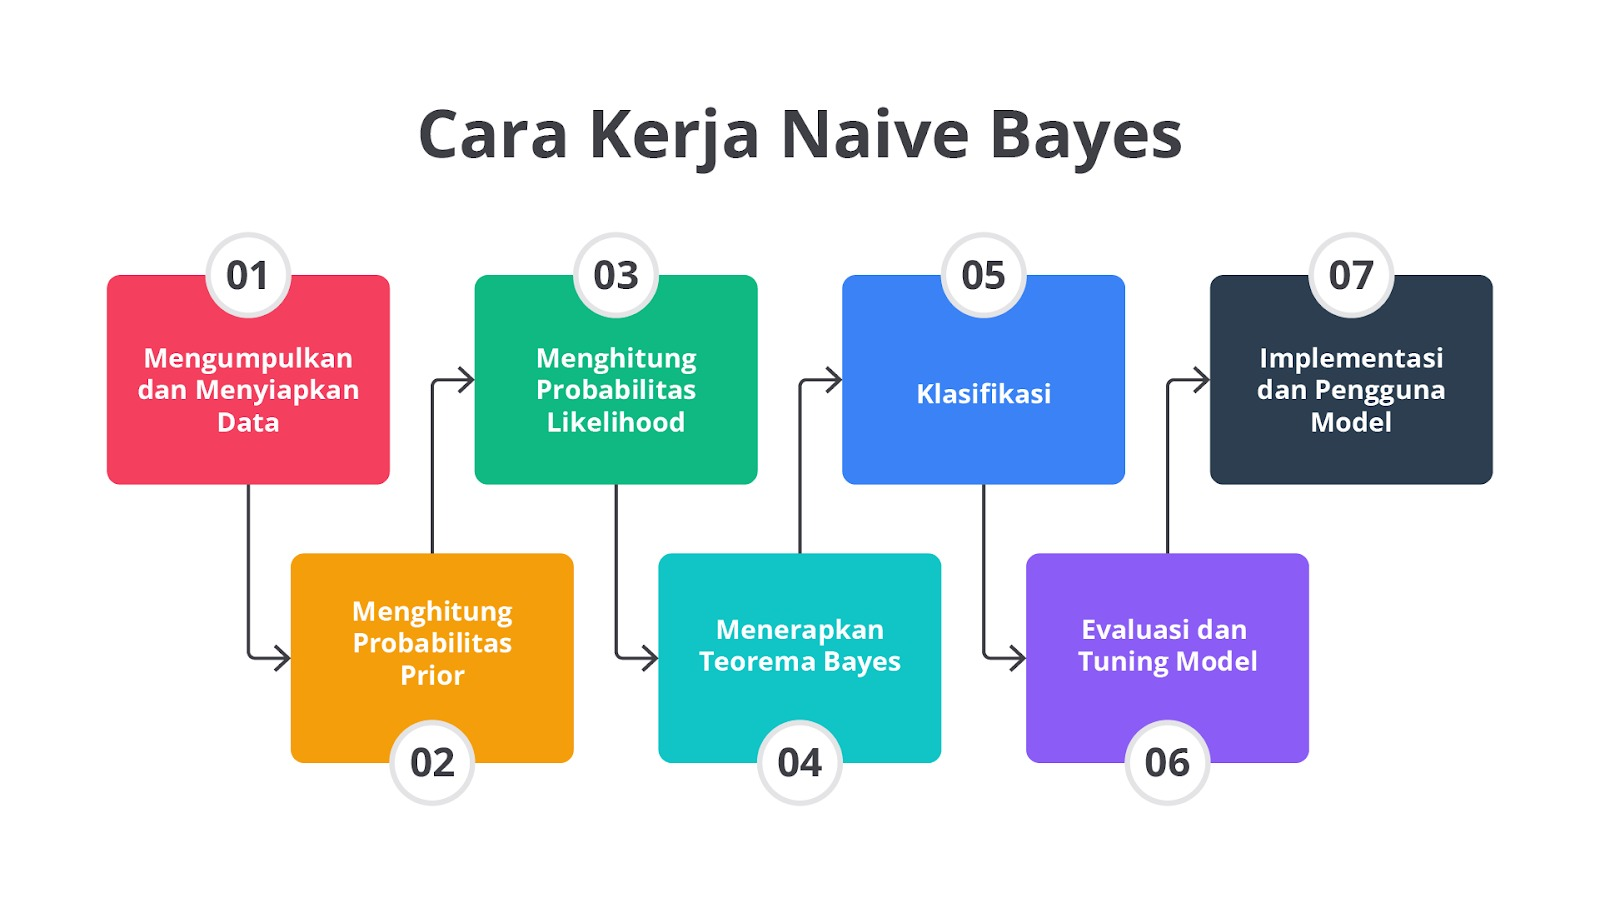 Cara Kerja Naive Bayes
01
Mengumpulkan
dan Menyiapkan
Data
02
Menghitung
Probabilitas
Prior
03
Menghitung
Probabilitas
Likelihood
04
Menerapkan
Teorema Bayes
05
Klasifikasi
06
Evaluasi dan
Tuning Model
07
Implementasi
dan Pengguna
Model